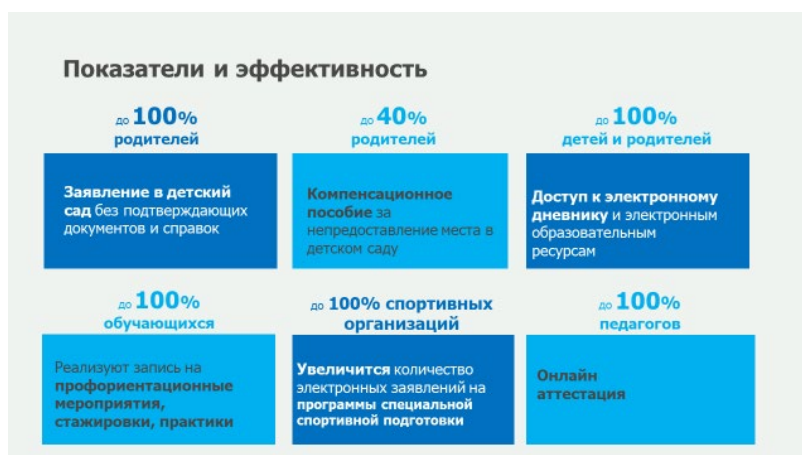 Показатели и эффективность
до 100%
родителей
Заявление в детский
сад без подтверждающих
документов и справок
до 40%
родителей
Компенсационное
пособие за
непредоставление места в
детском саду
до 100%
детей и родителей
Доступ к электронному
дневнику и электронным
образовательным
ресурсам
до 100%
обучающихся
Реализуют запись на
профориентационные
мероприятия,
стажировки, практики
до 100% спортивных
организаций
Увеличится количество
электронных заявлений на
программы специальной
спортивной подготовки
до 100%
педагогов
Онлайн
аттестация